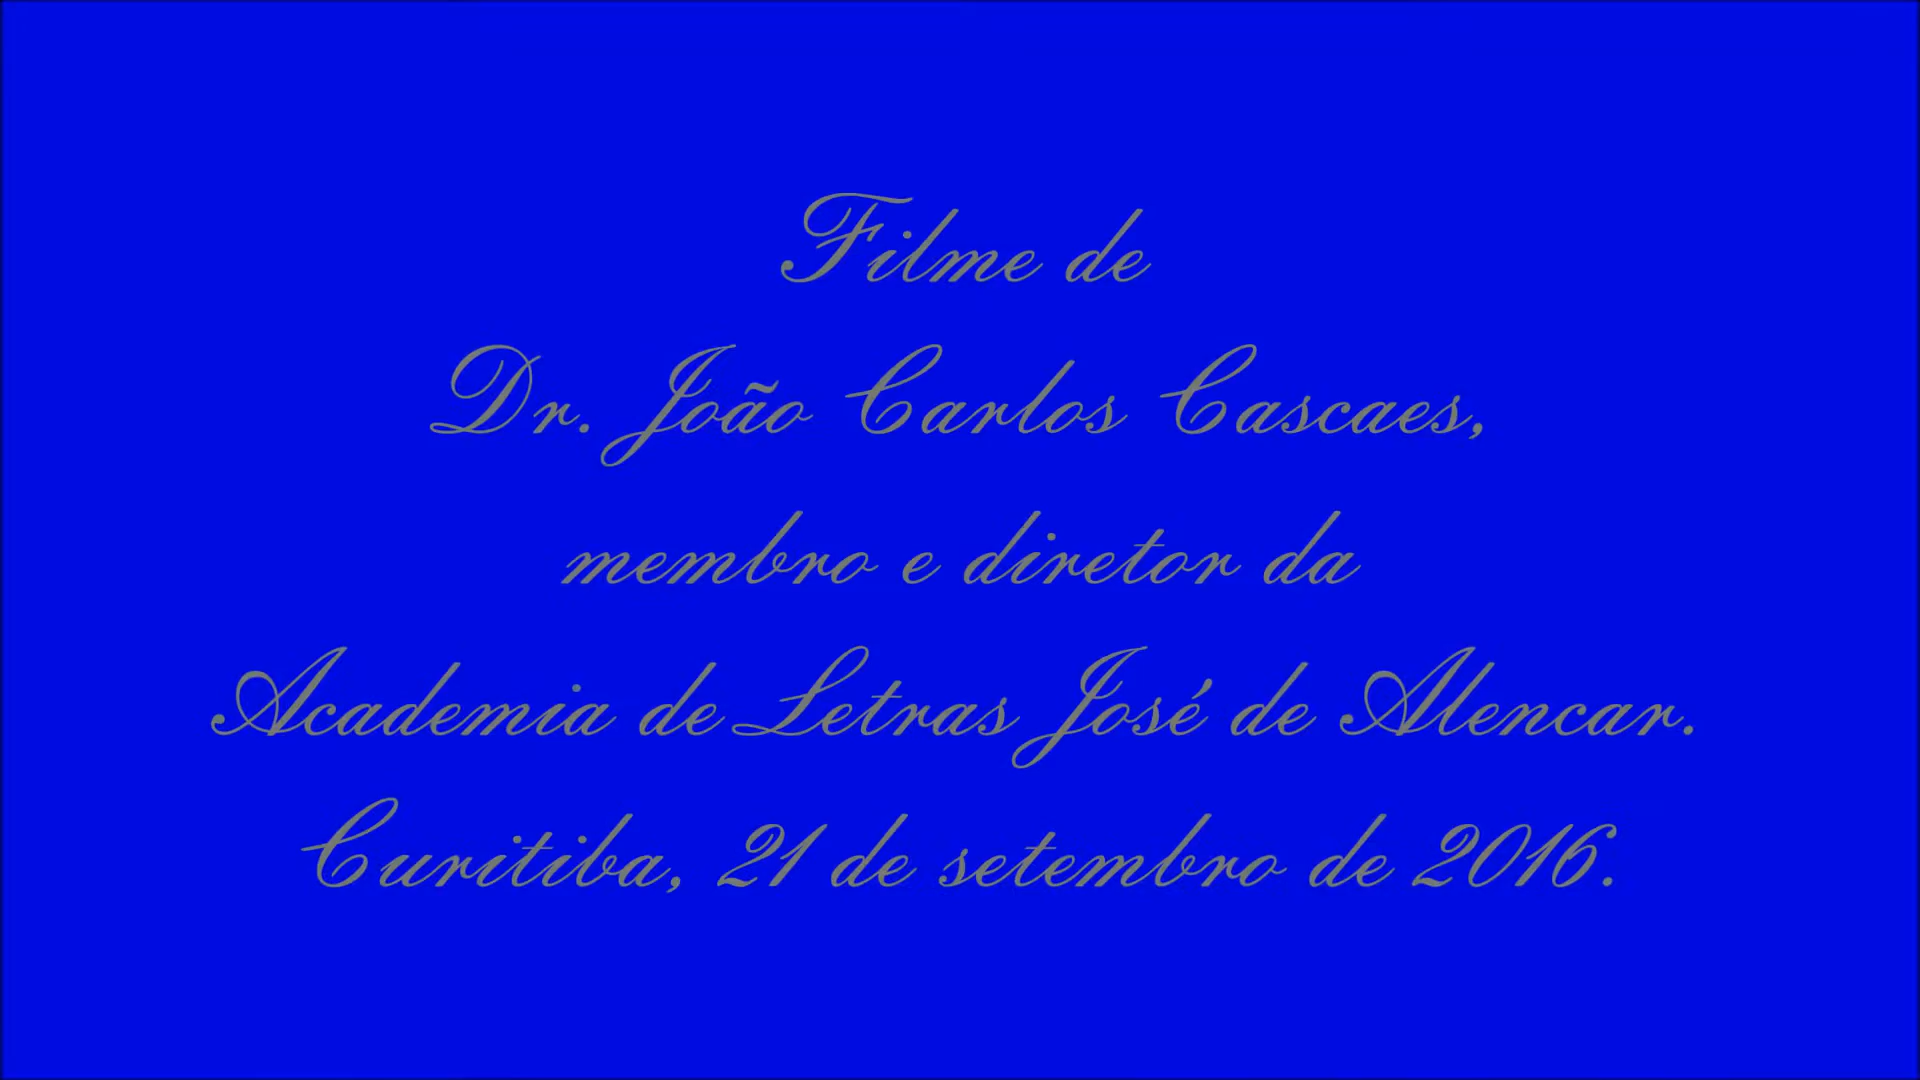 Filme de
Dr. João Carlos Cascaes,
membro e diretor da
Academia de Letras José de Alencar.
Curitiba, 21 de setembro de 2016.